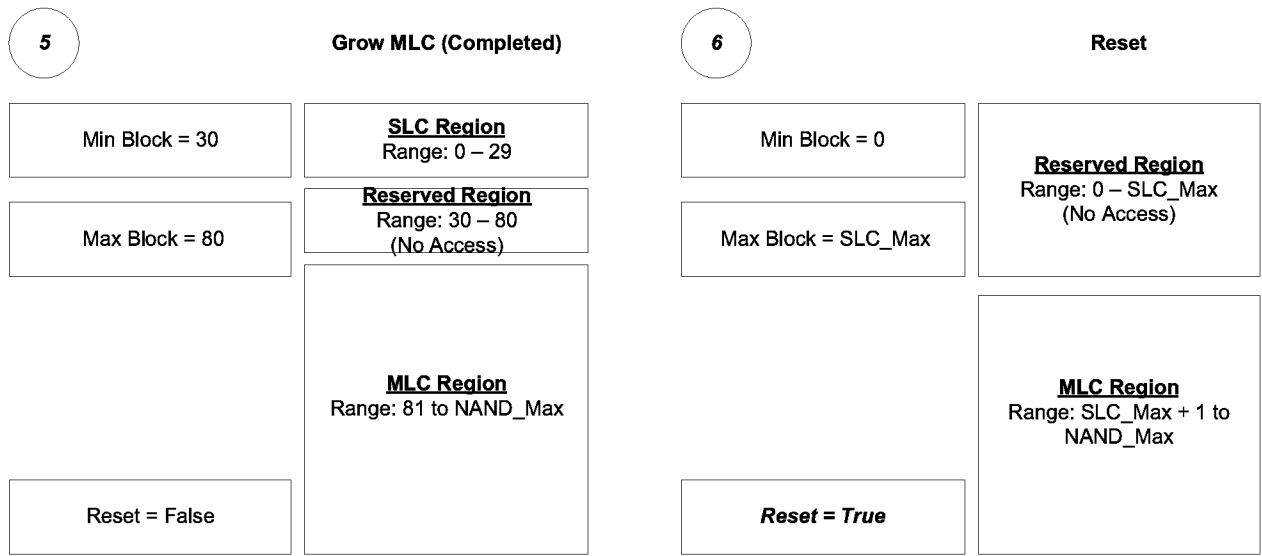 5
Grow MLC (Completed)
Min Block = 30
SLC Region
Range: 0 – 29
Reserved Region
Range: 30 – 80
(No Access)
Max Block = 80
MLC Region
Range: 81 to NAND_Max
Reset = False
6
Reset
Min Block = 0
Reserved Region
Range: 0 – SLC_Max
(No Access)
Max Block = SLC_Max
MLC Region
Range: SLC_Max + 1 to
NAND_Max
Reset = True